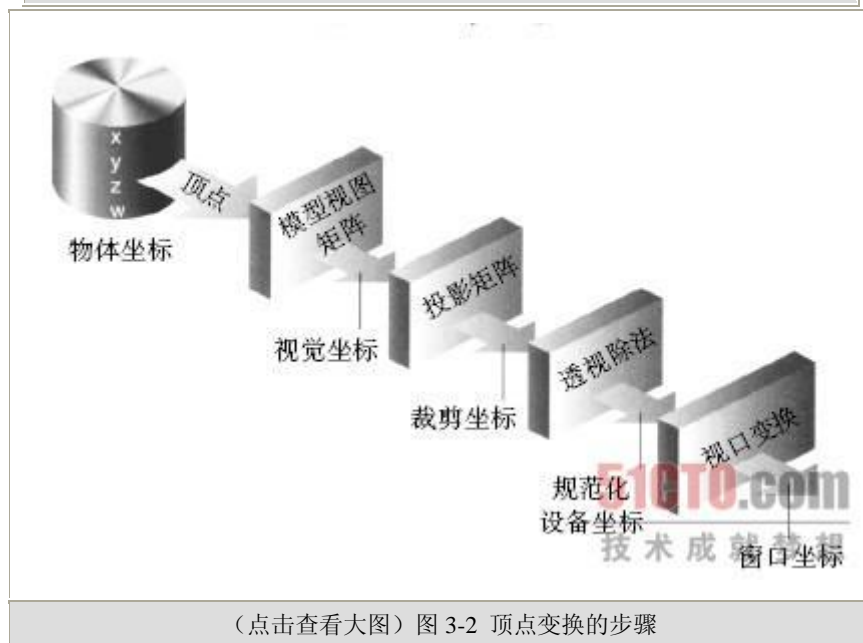 x
y
z
w
顶点
物体坐标
模型视图
矩阵
视觉坐标
投影矩阵
裁剪坐标
透视除法
规范化
设备坐标
视口变换
51CTO.com
技术成就梦想
窗口坐标
（点击查看大图）图 3-2 顶点变换的步骤